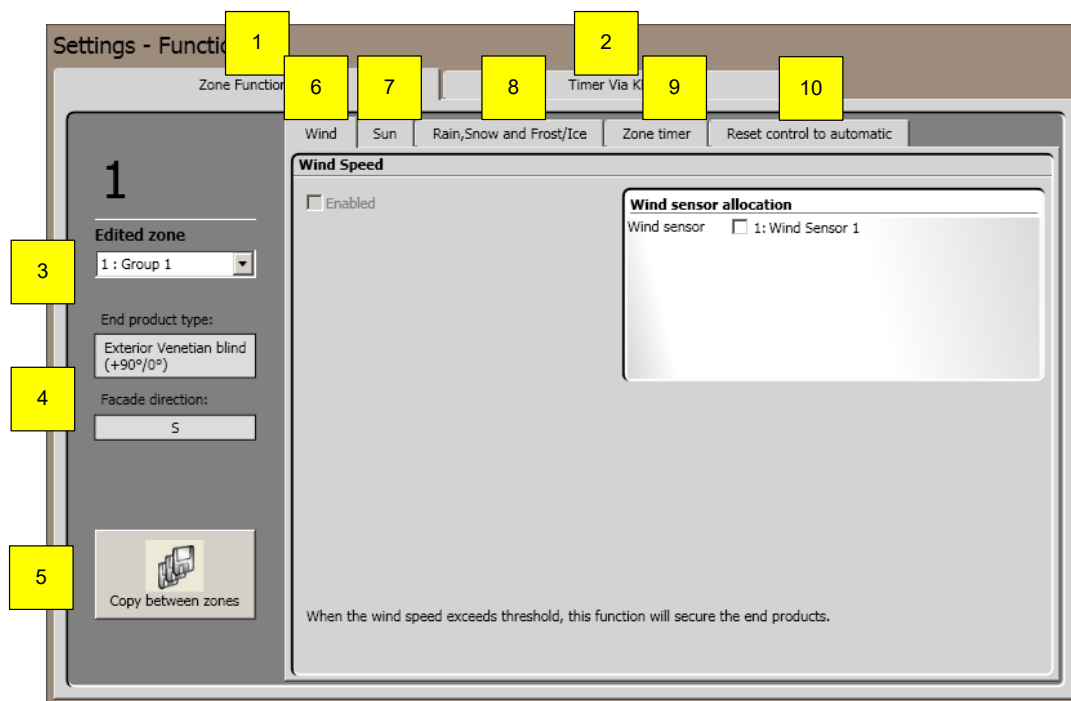 Settings - Functio
1
2
Zone Function
Timer Via K
6
7
8
9
10
Wind
Sun
Rain,Snow and Frost/Ice
Zone timer
Reset control to automatic
Wind Speed
1
Enabled
Wind sensor allocation
Wind sensor
1: Wind Sensor 1
Edited zone
3
1 : Group 1
End product type:
Exterior Venetian blind
(+90°/0°)
4
Facade direction:
S
5
Copy between zones
When the wind speed exceeds threshold, this function will secure the end products.